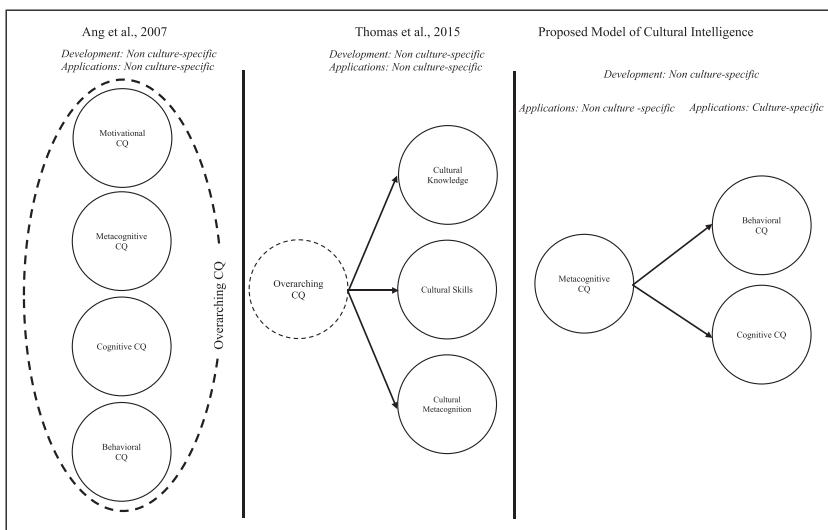 Ang et al., 2007
Development: Non culture-specific
Applications: Non culture-specific
Motivational
CQ
Metacognitive
CQ
Cognitive CQ
Behavioral
CQ
Overarching CQ
Thomas et al., 2015
Development: Non culture-specific
Applications: Non culture-specific
Overarching
CQ
Cultural
Knowledge
Cultural Skills
Cultural
Metacognition
Proposed Model of Cultural Intelligence
Development: Non culture-specific
Applications: Non culture -specific
Applications: Culture-specific
Metacognitive
CQ
Behavioral
CQ
Cognitive CQ